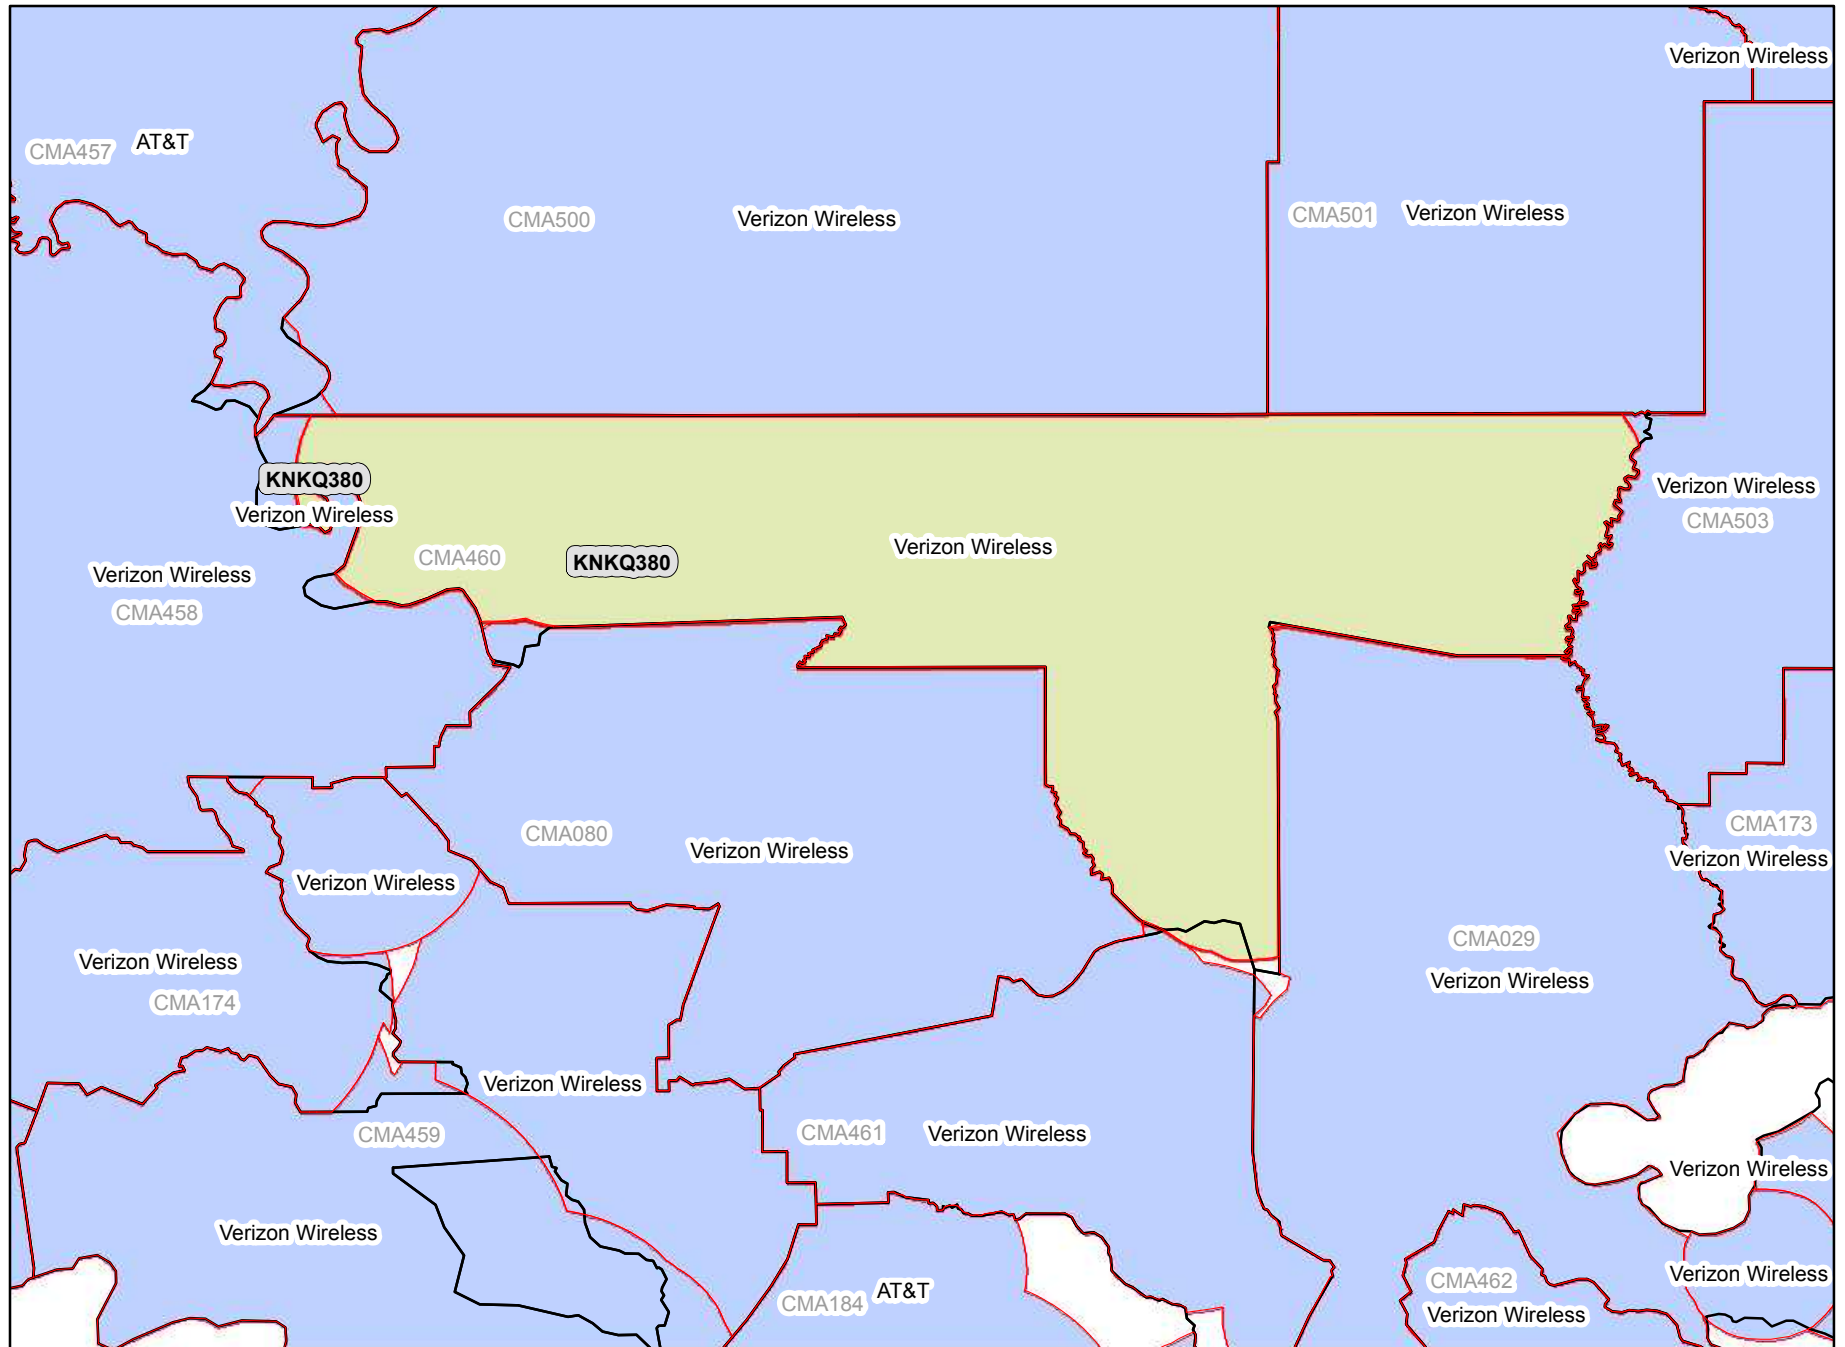 Verizon Wireless
CMA457 AT&T
CMA500 Verizon Wireless
CMA501 Verizon Wireless
KNKQ380
Verizon Wireless
Verizon Wireless
CMA503
CMA460 KNKQ380 Verizon Wireless
Verizon Wireless
CMA458
CMA080 Verizon Wireless
CMA173
Verizon Wireless
Verizon Wireless
Verizon Wireless
CMA174
CMA029
Verizon Wireless
Verizon Wireless
CMA459
CMA461 Verizon Wireless
Verizon Wireless
Verizon Wireless
CMA184 AT&T
CMA462
Verizon Wireless
Verizon Wireless